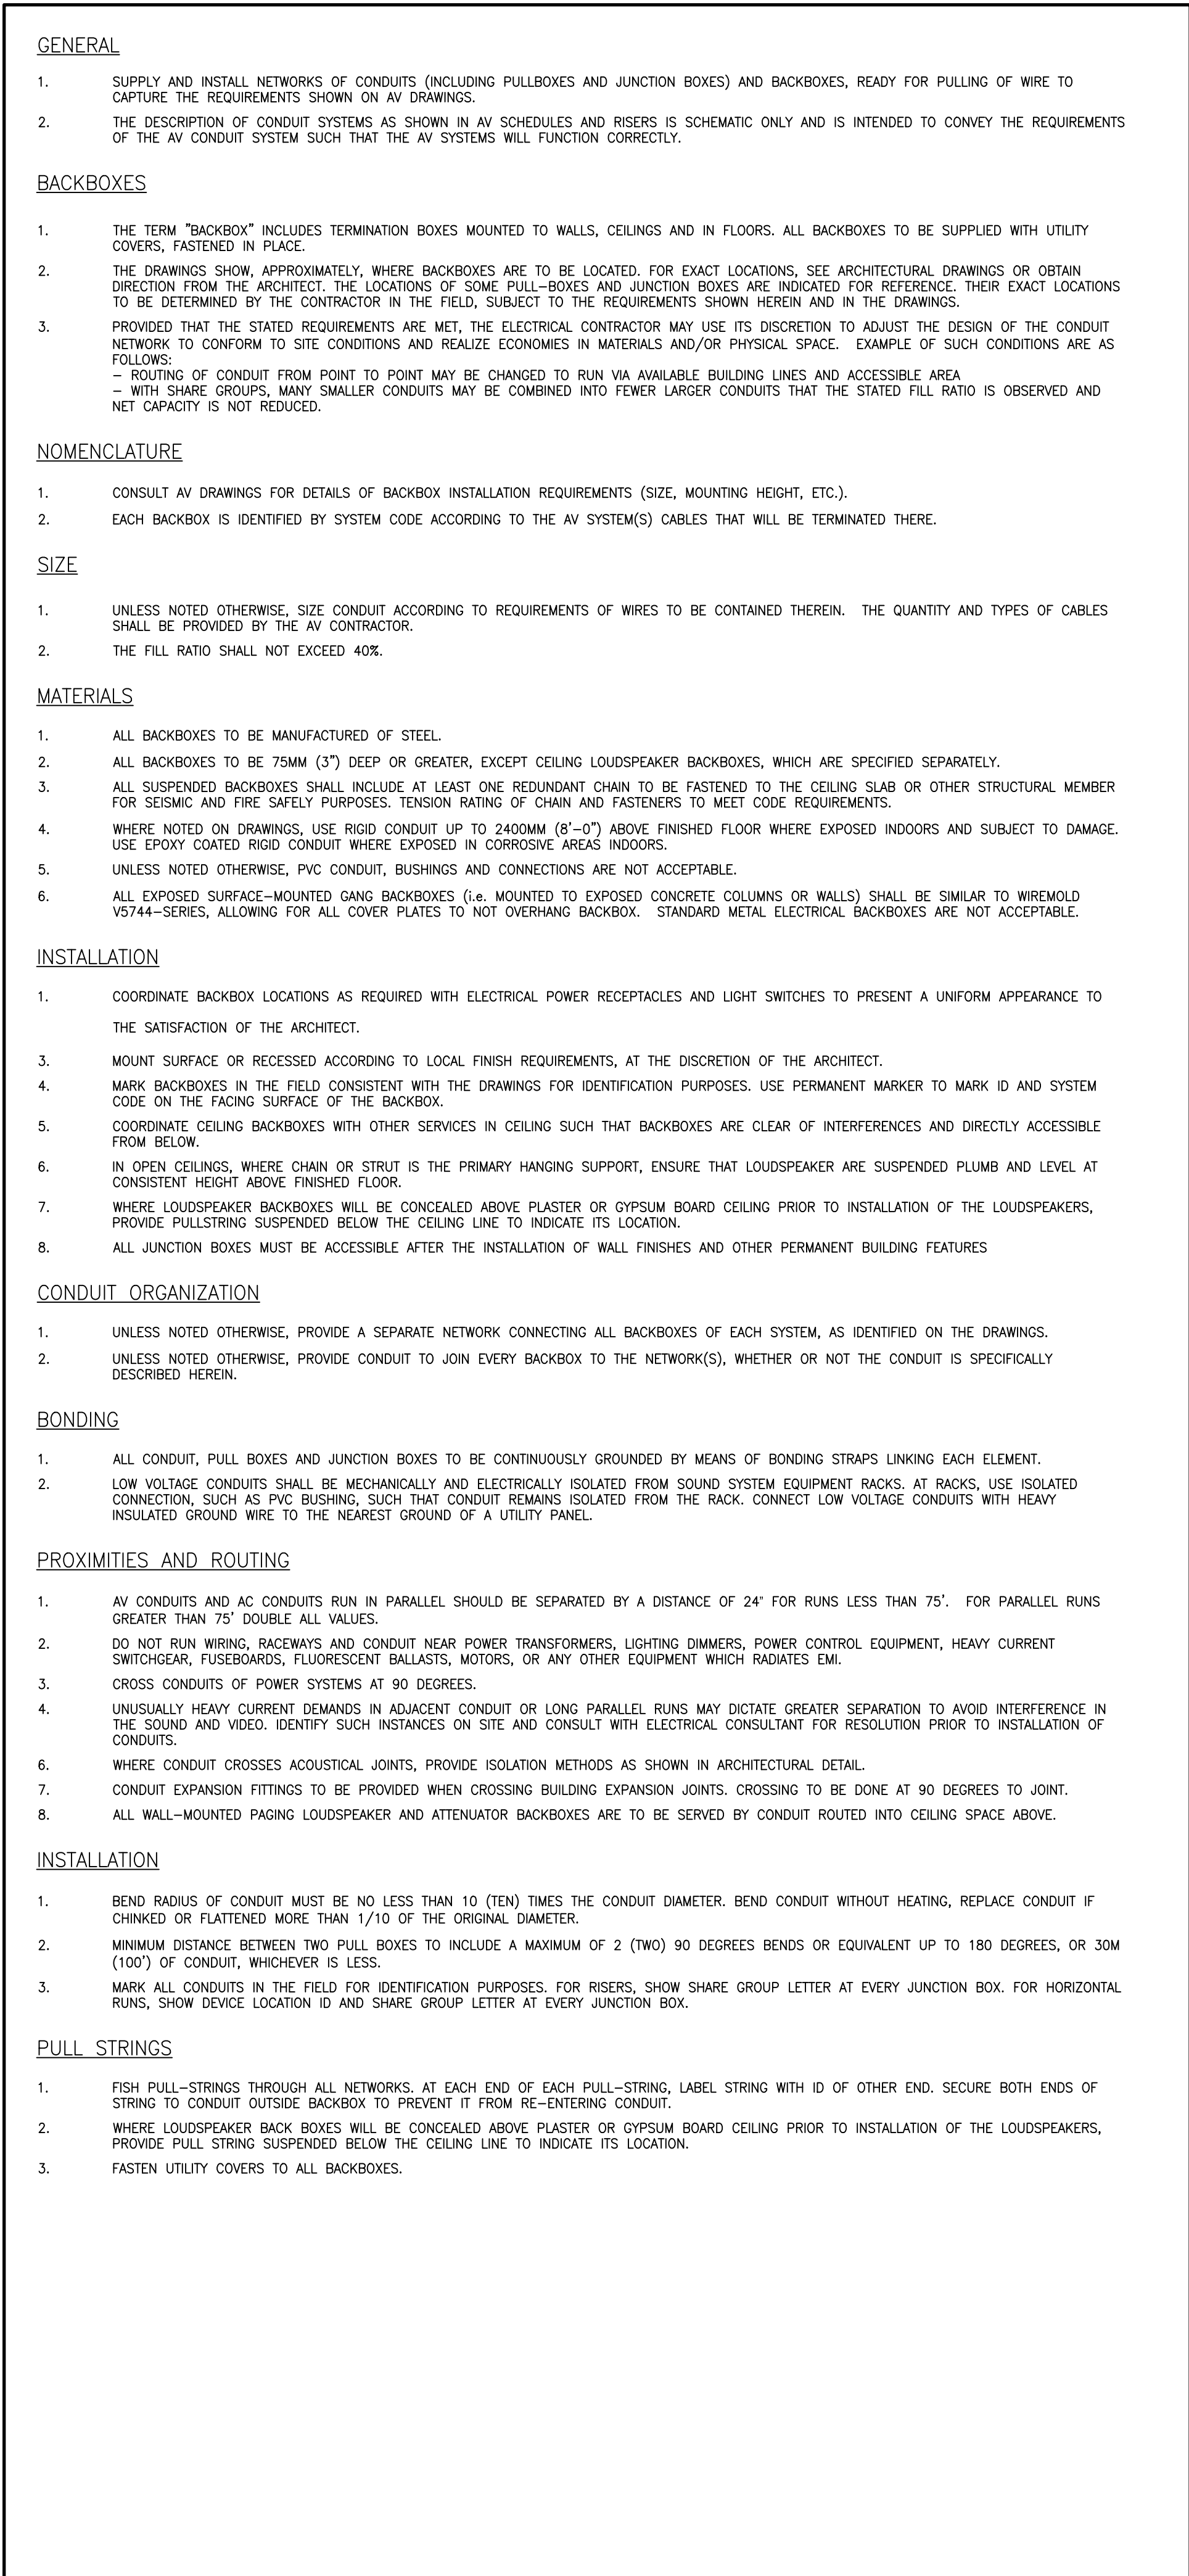 GENERAL
1. SUPPLY AND INSTALL NETWORKS OF CONDUITS (INCLUDING PULLBOXES AND JUNCTION BOXES) AND BACKBOXES, READY FOR PULLING OF WIRE TO
CAPTURE THE REQUIREMENTS SHOWN ON AV DRAWINGS.
2. THE DESCRIPTION OF CONDUIT SYSTEMS AS SHOWN IN AV SCHEDULES AND RISERS IS SCHEMATIC ONLY AND IS INTENDED TO CONVEY THE REQUIREMENTS
OF THE AV CONDUIT SYSTEM SUCH THAT THE AV SYSTEMS WILL FUNCTION CORRECTLY.
BACKBOXES
1. THE TERM "BACKBOX" INCLUDES TERMINATION BOXES MOUNTED TO WALLS, CEILINGS AND IN FLOORS. ALL BACKBOXES TO BE SUPPLIED WITH UTILITY
COVERS, FASTENED IN PLACE.
2. THE DRAWINGS SHOW, APPROXIMATELY, WHERE BACKBOXES ARE TO BE LOCATED. FOR EXACT LOCATIONS, SEE ARCHITECTURAL DRAWINGS OR OBTAIN
DIRECTION FROM THE ARCHITECT. THE LOCATIONS OF SOME PULL-BOXES AND JUNCTION BOXES ARE INDICATED FOR REFERENCE. THEIR EXACT LOCATIONS
TO BE DETERMINED BY THE CONTRACTOR IN THE FIELD, SUBJECT TO THE REQUIREMENTS SHOWN HEREIN AND IN THE DRAWINGS.
3. PROVIDED THAT THE STATED REQUIREMENTS ARE MET, THE ELECTRICAL CONTRACTOR MAY USE ITS DISCRETION TO ADJUST THE DESIGN OF THE CONDUIT
NETWORK TO CONFORM TO SITE CONDITIONS AND REALIZE ECONOMIES IN MATERIALS AND/OR PHYSICAL SPACE. EXAMPLE OF SUCH CONDITIONS ARE AS
FOLLOWS:
- ROUTING OF CONDUIT FROM POINT TO POINT MAY BE CHANGED TO RUN VIA AVAILABLE BUILDING LINES AND ACCESSIBLE AREA
- WITH SHARE GROUPS, MANY SMALLER CONDUITS MAY BE COMBINED INTO FEWER LARGER CONDUITS THAT THE STATED FILL RATIO IS OBSERVED AND
NET CAPACITY IS NOT REDUCED.
NOMENCLATURE
1. CONSULT AV DRAWINGS FOR DETAILS OF BACKBOX INSTALLATION REQUIREMENTS (SIZE, MOUNTING HEIGHT, ETC.).
2. EACH BACKBOX IS IDENTIFIED BY SYSTEM CODE ACCORDING TO THE AV SYSTEM(S) CABLES THAT WILL BE TERMINATED THERE.
SIZE
1. UNLESS NOTED OTHERWISE, SIZE CONDUIT ACCORDING TO REQUIREMENTS OF WIRES TO BE CONTAINED THEREIN. THE QUANTITY AND TYPES OF CABLES
SHALL BE PROVIDED BY THE AV CONTRACTOR.
2. THE FILL RATIO SHALL NOT EXCEED 40%.
MATERIALS
1. ALL BACKBOXES TO BE MANUFACTURED OF STEEL.
2. ALL BACKBOXES TO BE 75MM (3") DEEP OR GREATER, EXCEPT CEILING LOUDSPEAKER BACKBOXES, WHICH ARE SPECIFIED SEPARATELY.
3. ALL SUSPENDED BACKBOXES SHALL INCLUDE AT LEAST ONE REDUNDANT CHAIN TO BE FASTENED TO THE CEILING SLAB OR OTHER STRUCTURAL MEMBER
FOR SEISMIC AND FIRE SAFELY PURPOSES. TENSION RATING OF CHAIN AND FASTENERS TO MEET CODE REQUIREMENTS.
4. WHERE NOTED ON DRAWINGS, USE RIGID CONDUIT UP TO 2400MM (8'-0") ABOVE FINISHED FLOOR WHERE EXPOSED INDOORS AND SUBJECT TO DAMAGE.
USE EPOXY COATED RIGID CONDUIT WHERE EXPOSED IN CORROSIVE AREAS INDOORS.
5. UNLESS NOTED OTHERWISE, PVC CONDUIT, BUSHINGS AND CONNECTIONS ARE NOT ACCEPTABLE.
6. ALL EXPOSED SURFACE-MOUNTED GANG BACKBOXES (i.e. MOUNTED TO EXPOSED CONCRETE COLUMNS OR WALLS) SHALL BE SIMILAR TO WIREMOLD
V5744-SERIES, ALLOWING FOR ALL COVER PLATES TO NOT OVERHANG BACKBOX. STANDARD METAL ELECTRICAL BACKBOXES ARE NOT ACCEPTABLE.
INSTALLATION
1. COORDINATE BACKBOX LOCATIONS AS REQUIRED WITH ELECTRICAL POWER RECEPTACLES AND LIGHT SWITCHES TO PRESENT A UNIFORM APPEARANCE TO
THE SATISFACTION OF THE ARCHITECT.
3. MOUNT SURFACE OR RECESSED ACCORDING TO LOCAL FINISH REQUIREMENTS, AT THE DISCRETION OF THE ARCHITECT.
4. MARK BACKBOXES IN THE FIELD CONSISTENT WITH THE DRAWINGS FOR IDENTIFICATION PURPOSES. USE PERMANENT MARKER TO MARK ID AND SYSTEM
CODE ON THE FACING SURFACE OF THE BACKBOX.
5. COORDINATE CEILING BACKBOXES WITH OTHER SERVICES IN CEILING SUCH THAT BACKBOXES ARE CLEAR OF INTERFERENCES AND DIRECTLY ACCESSIBLE
FROM BELOW.
6. IN OPEN CEILINGS, WHERE CHAIN OR STRUT IS THE PRIMARY HANGING SUPPORT, ENSURE THAT LOUDSPEAKER ARE SUSPENDED PLUMB AND LEVEL AT
CONSISTENT HEIGHT ABOVE FINISHED FLOOR.
7. WHERE LOUDSPEAKER BACKBOXES WILL BE CONCEALED ABOVE PLASTER OR GYPSUM BOARD CEILING PRIOR TO INSTALLATION OF THE LOUDSPEAKERS,
PROVIDE PULLSTRING SUSPENDED BELOW THE CEILING LINE TO INDICATE ITS LOCATION.
8. ALL JUNCTION BOXES MUST BE ACCESSIBLE AFTER THE INSTALLATION OF WALL FINISHES AND OTHER PERMANENT BUILDING FEATURES
CONDUIT ORGANIZATION
1. UNLESS NOTED OTHERWISE, PROVIDE A SEPARATE NETWORK CONNECTING ALL BACKBOXES OF EACH SYSTEM, AS IDENTIFIED ON THE DRAWINGS.
2. UNLESS NOTED OTHERWISE, PROVIDE CONDUIT TO JOIN EVERY BACKBOX TO THE NETWORK(S), WHETHER OR NOT THE CONDUIT IS SPECIFICALLY
DESCRIBED HEREIN.
BONDING
1. ALL CONDUIT, PULL BOXES AND JUNCTION BOXES TO BE CONTINUOUSLY GROUNDED BY MEANS OF BONDING STRAPS LINKING EACH ELEMENT.
2. LOW VOLTAGE CONDUITS SHALL BE MECHANICALLY AND ELECTRICALLY ISOLATED FROM SOUND SYSTEM EQUIPMENT RACKS. AT RACKS, USE ISOLATED
CONNECTION, SUCH AS PVC BUSHING, SUCH THAT CONDUIT REMAINS ISOLATED FROM THE RACK. CONNECT LOW VOLTAGE CONDUITS WITH HEAVY
INSULATED GROUND WIRE TO THE NEAREST GROUND OF A UTILITY PANEL.
PROXIMITIES AND ROUTING
1. AV CONDUITS AND AC CONDUITS RUN IN PARALLEL SHOULD BE SEPARATED BY A DISTANCE OF 24" FOR RUNS LESS THAN 75'. FOR PARALLEL RUNS
GREATER THAN 75' DOUBLE ALL VALUES.
2. DO NOT RUN WIRING, RACEWAYS AND CONDUIT NEAR POWER TRANSFORMERS, LIGHTING DIMMERS, POWER CONTROL EQUIPMENT, HEAVY CURRENT
SWITCHGEAR, FUSEBOARDS, FLUORESCENT BALLASTS, MOTORS, OR ANY OTHER EQUIPMENT WHICH RADIATES EMI.
3. CROSS CONDUITS OF POWER SYSTEMS AT 90 DEGREES.
4. UNUSUALLY HEAVY CURRENT DEMANDS IN ADJACENT CONDUIT OR LONG PARALLEL RUNS MAY DICTATE GREATER SEPARATION TO AVOID INTERFERENCE IN
THE SOUND AND VIDEO. IDENTIFY SUCH INSTANCES ON SITE AND CONSULT WITH ELECTRICAL CONSULTANT FOR RESOLUTION PRIOR TO INSTALLATION OF
CONDUITS.
6. WHERE CONDUIT CROSSES ACOUSTICAL JOINTS, PROVIDE ISOLATION METHODS AS SHOWN IN ARCHITECTURAL DETAIL.
7. CONDUIT EXPANSION FITTINGS TO BE PROVIDED WHEN CROSSING BUILDING EXPANSION JOINTS. CROSSING TO BE DONE AT 90 DEGREES TO JOINT.
8. ALL WALL-MOUNTED PAGING LOUDSPEAKER AND ATTENUATOR BACKBOXES ARE TO BE SERVED BY CONDUIT ROUTED INTO CEILING SPACE ABOVE.
INSTALLATION
1. BEND RADIUS OF CONDUIT MUST BE NO LESS THAN 10 (TEN) TIMES THE CONDUIT DIAMETER. BEND CONDUIT WITHOUT HEATING, REPLACE CONDUIT IF
CHINKED OR FLATTENED MORE THAN 1/10 OF THE ORIGINAL DIAMETER.
2. MINIMUM DISTANCE BETWEEN TWO PULL BOXES TO INCLUDE A MAXIMUM OF 2 (TWO) 90 DEGREES BENDS OR EQUIVALENT UP TO 180 DEGREES, OR 30M
(100') OF CONDUIT, WHICHEVER IS LESS.
3. MARK ALL CONDUITS IN THE FIELD FOR IDENTIFICATION PURPOSES. FOR RISERS, SHOW SHARE GROUP LETTER AT EVERY JUNCTION BOX. FOR HORIZONTAL
RUNS, SHOW DEVICE LOCATION ID AND SHARE GROUP LETTER AT EVERY JUNCTION BOX.
PULL STRINGS
1. FISH PULL-STRINGS THROUGH ALL NETWORKS. AT EACH END OF EACH PULL-STRING, LABEL STRING WITH ID OF OTHER END. SECURE BOTH ENDS OF
STRING TO CONDUIT OUTSIDE BACKBOX TO PREVENT IT FROM RE-ENTERING CONDUIT.
2. WHERE LOUDSPEAKER BACK BOXES WILL BE CONCEALED ABOVE PLASTER OR GYPSUM BOARD CEILING PRIOR TO INSTALLATION OF THE LOUDSPEAKERS,
PROVIDE PULL STRING SUSPENDED BELOW THE CEILING LINE TO INDICATE ITS LOCATION.
3. FASTEN UTILITY COVERS TO ALL BACKBOXES.